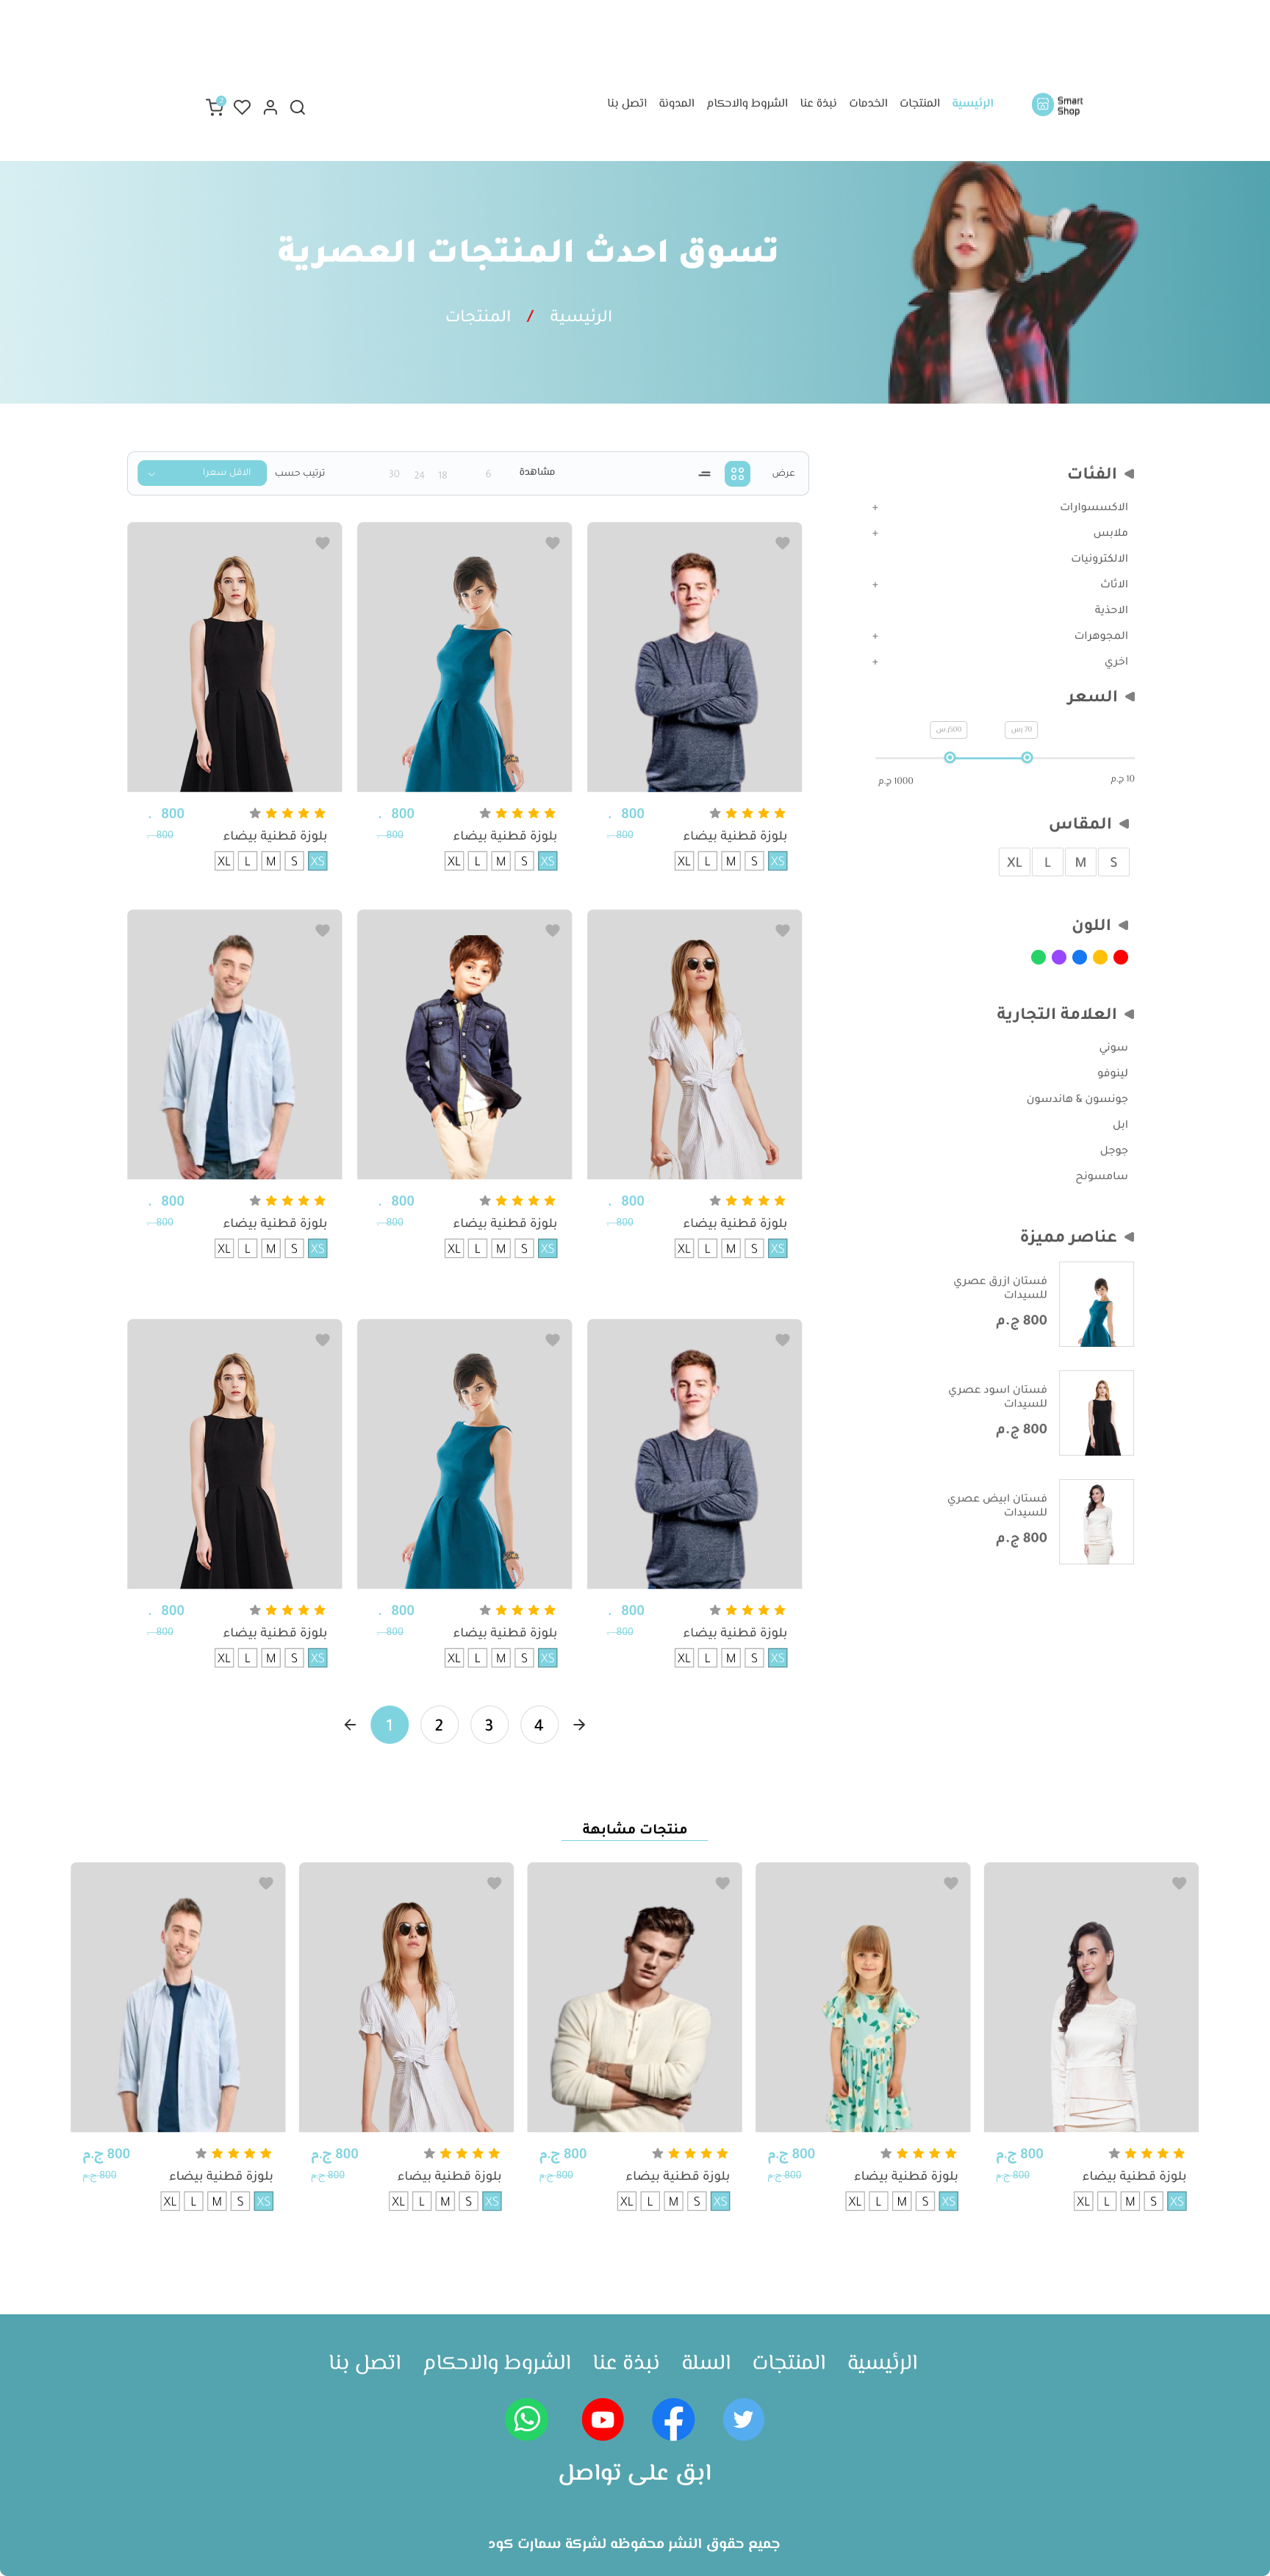 Smart
Shop
الرئيسية المنتجات الخدمات نبذة عنا الشروط والاحكام المدونة اتصل بنا
2
تسوق احدث المنتجات العصرية
الرئيسية / المنتجات
عرض مشاهدة 6 18 24 30 ترتيب حسب الاقل سعرا
الفئات
الاكسسوارات +
ملابس +
الالكترونيات
الاثاث +
الاحذية
المجوهرات +
اخري +
السعر
70 رس 500رس
10 ج.م 1000 ج.م
المقاس
S M L XL
اللون
العلامة التجارية
سوني
لينوفو
جونسون & هاندسون
ابل
جوجل
سامسونج
عناصر مميزة
فستان ازرق عصري
للسيدات
800 ج.م
فستان اسود عصري
للسيدات
800 ج.م
فستان ابيض عصري
للسيدات
800 ج.م
800 .
بلوزة قطنية بيضاء 800
XS S M L XL
800 .
بلوزة قطنية بيضاء 800
XS S M L XL
800 .
بلوزة قطنية بيضاء 800
XS S M L XL
800 .
بلوزة قطنية بيضاء 800
XS S M L XL
800 .
بلوزة قطنية بيضاء 800
XS S M L XL
800 .
بلوزة قطنية بيضاء 800
XS S M L XL
800 .
بلوزة قطنية بيضاء 800
XS S M L XL
800 .
بلوزة قطنية بيضاء 800
XS S M L XL
800 .
بلوزة قطنية بيضاء 800
XS S M L XL
1 2 3 4
منتجات مشابهة
800 ج.م
بلوزة قطنية بيضاء 800 ج.م
XS S M L XL
800 ج.م
بلوزة قطنية بيضاء 800 ج.م
XS S M L XL
800 ج.م
بلوزة قطنية بيضاء 800 ج.م
XS S M L XL
800 ج.م
بلوزة قطنية بيضاء 800 ج.م
XS S M L XL
800 ج.م
بلوزة قطنية بيضاء 800 ج.م
XS S M L XL
الرئيسية المنتجات السلة نبذة عنا الشروط والاحكام اتصل بنا
ابق على تواصل
جميع حقوق النشر محفوظه لشركة سمارت كود